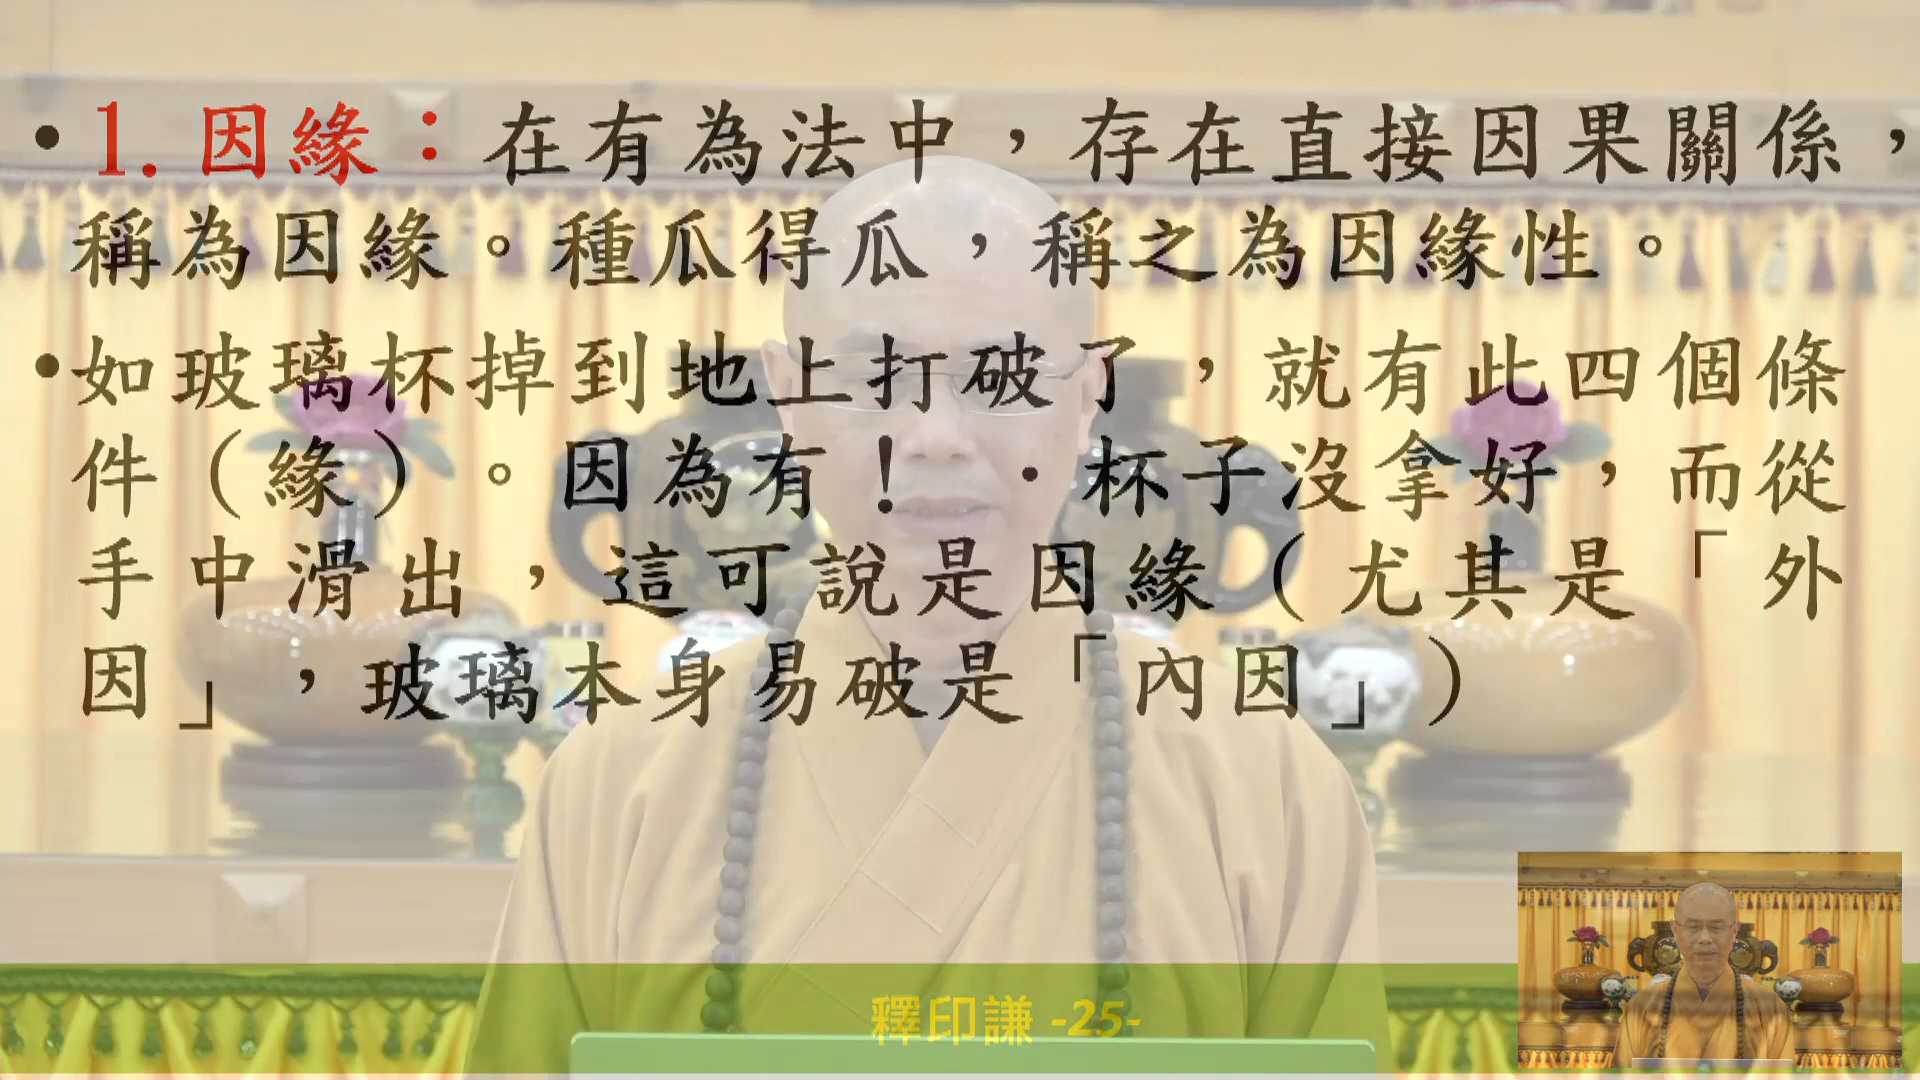 •1.因緣：在有為法中，存在直接因果關係，
稱為因緣。種瓜得瓜，稱之為因緣性。
•如玻璃杯掉到地上打破了，就有此四個條
件（緣）。因為有！‧杯子沒拿好，而從
手中滑出，這可說是因緣（尤其是「外
因」，玻璃本身易破是「內因」）
釋印謙 -25-